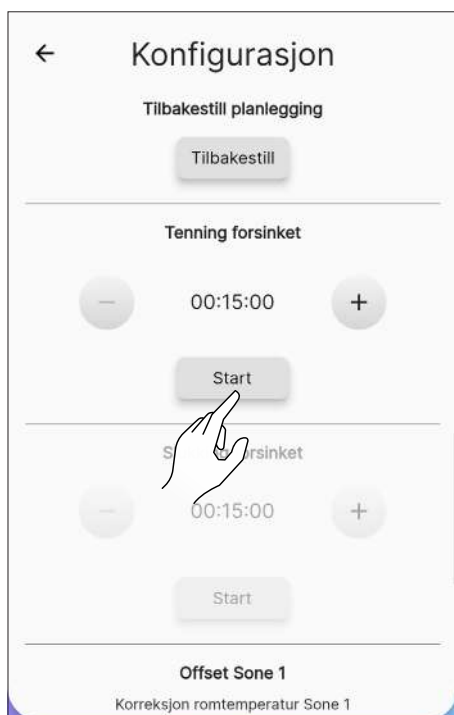 Konfigurasjon
Tilbakestill planlegging
Tilbakestill
Tenning forsinket
− 00:15:00 +
Start
forsinket
− 00:15:00 +
Start
Offset Sone 1
Korreksjon romtemperatur Sone 1